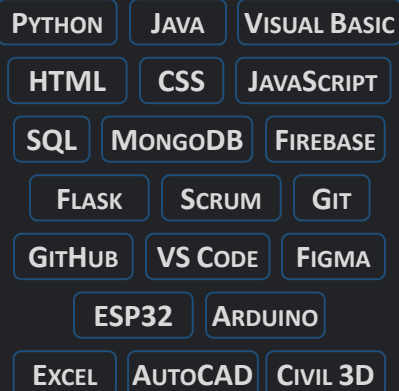 Python Java Visual Basic
HTML CSS JavaScript
SQL MongoDB Firebase
Flask Scrum Git
GitHub VS Code Figma
ESP32 Arduino
Excel AutoCAD Civil 3D